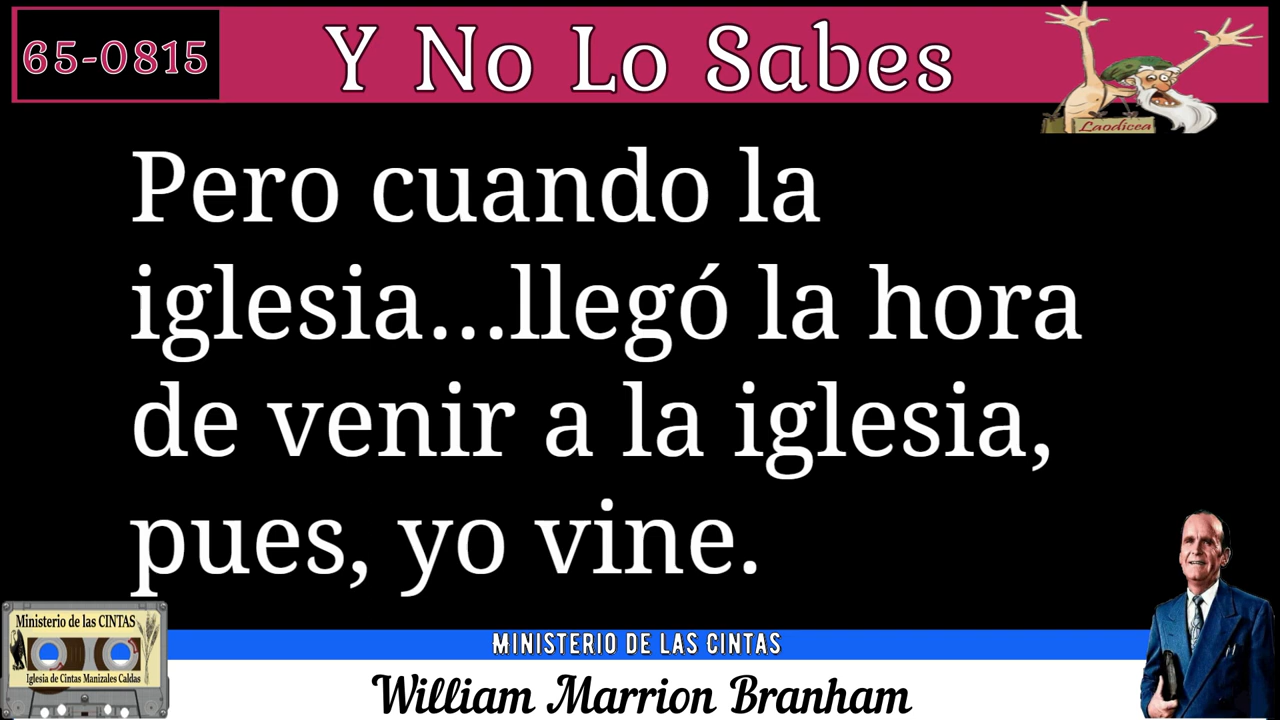 65-0815
Y No Lo Sabes
Laodicea
Pero cuando la
iglesia...llegó la hora
de venir a la iglesia,
pues, yo vine.
Ministerio de las CINTAS
Iglesia de Cintas Manizales Caldas
MINISTERIO DE LAS CINTAS
William Marrion Branham